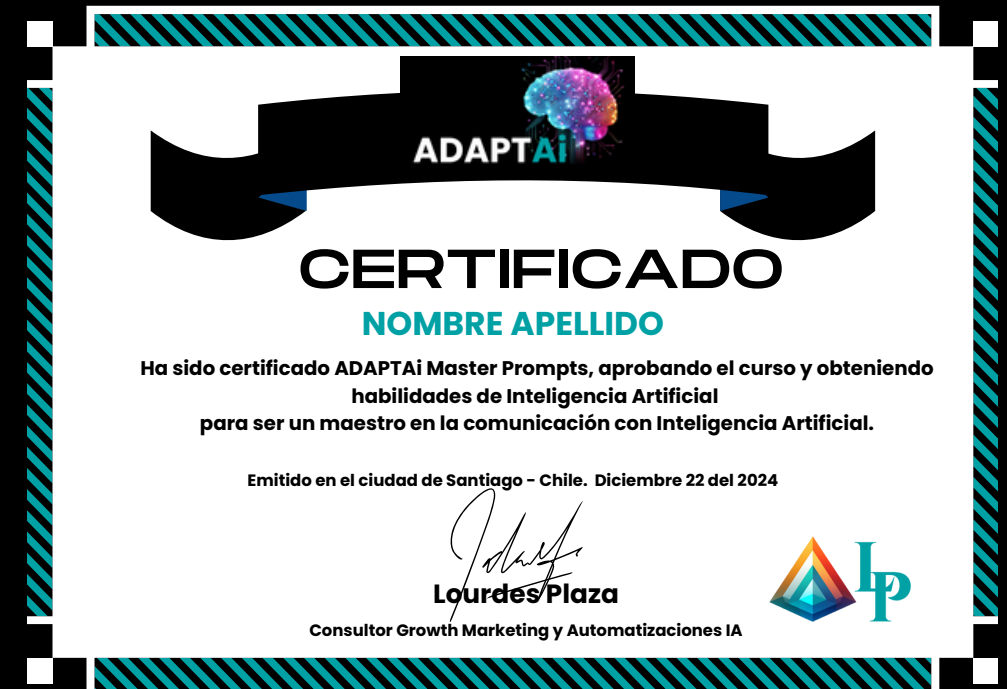 ADAPTAi
CERTIFICADO
NOMBRE APELLIDO
Ha sido certificado ADAPTAi Master Prompts, aprobando el curso y obteniendo
habilidades de Inteligencia Artificial
para ser un maestro en la comunicación con Inteligencia Artificial.
Emitido en el ciudad de Santiago - Chile. Diciembre 22 del 2024
Lourdes Plaza
Consultor Growth Marketing y Automatizaciones IA
LP